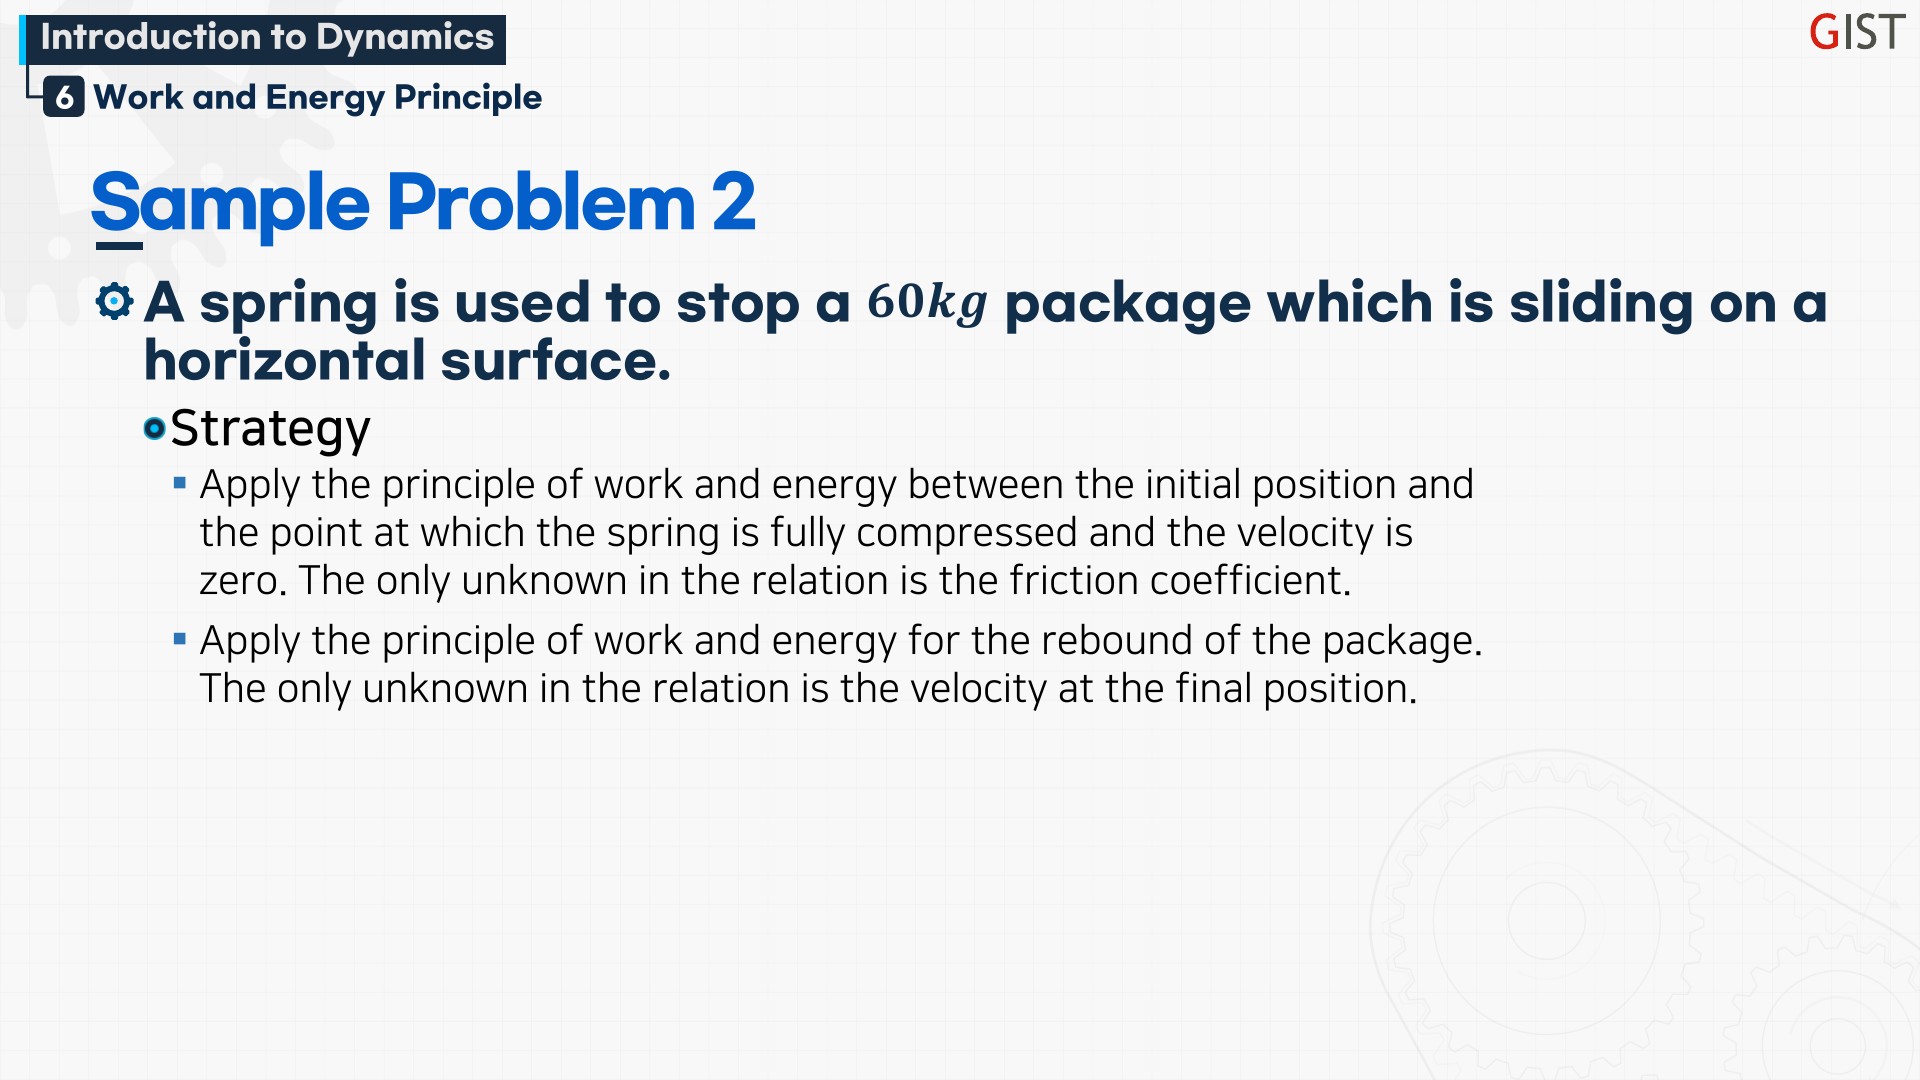 Introduction to Dynamics
GIST
6 Work and Energy Principle
Sample Problem 2
A spring is used to stop a 60kg package which is sliding on a
horizontal surface.
Strategy
Apply the principle of work and energy between the initial position and
the point at which the spring is fully compressed and the velocity is
zero. The only unknown in the relation is the friction coefficient.
Apply the principle of work and energy for the rebound of the package.
The only unknown in the relation is the velocity at the final position.